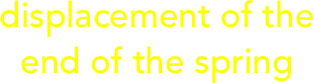 displacement of the
end of the spring